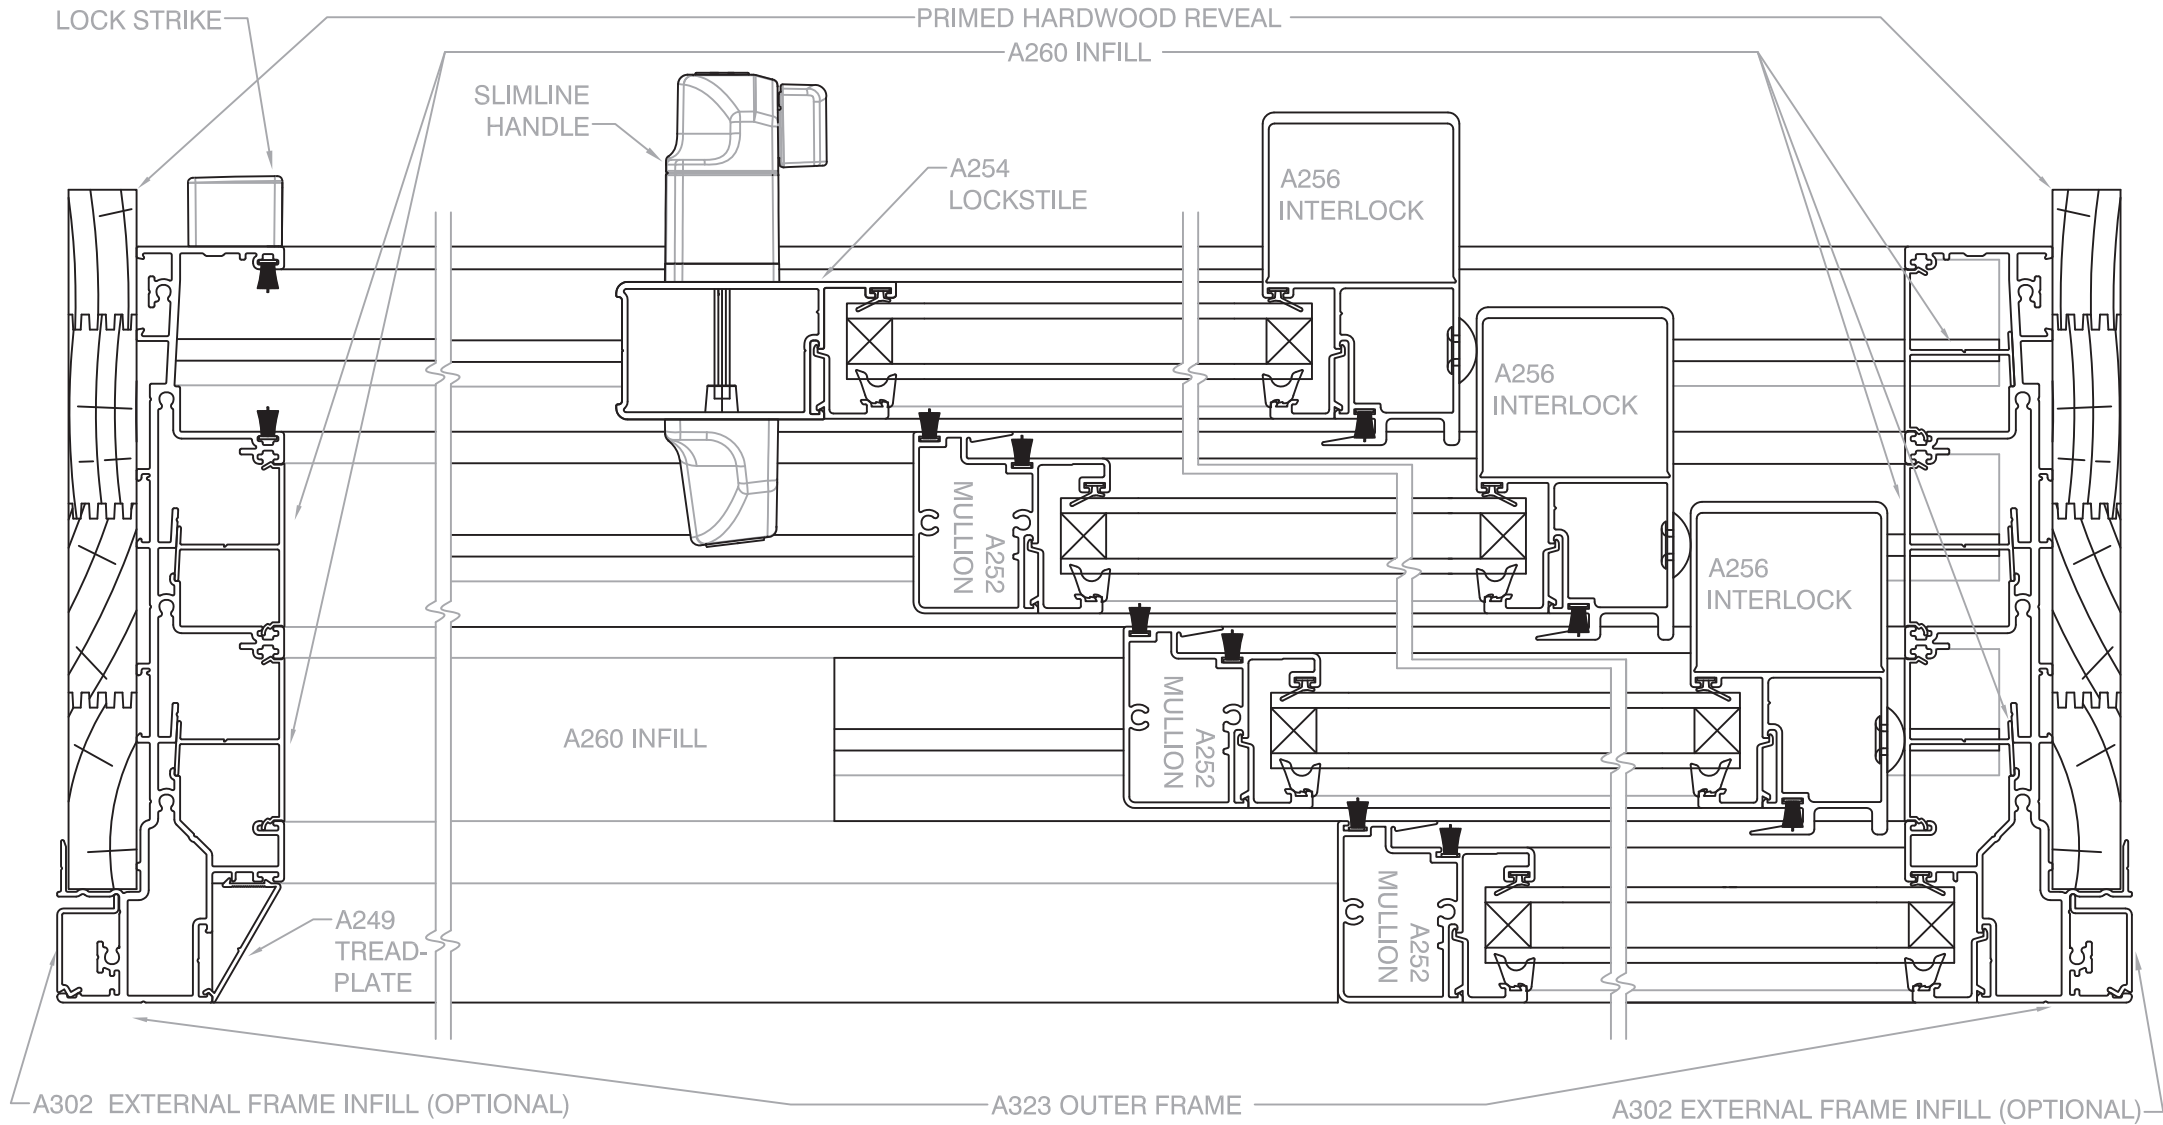 LOCK STRIKE
PRIMED HARDWOOD REVEAL
A260 INFILL
SLIMLINE
HANDLE
A254
LOCKSTILE
A256
INTERLOCK
A256
INTERLOCK
A256
INTERLOCK
A252
MULLION
A252
MULLION
A252
MULLION
A260 INFILL
A249
TREAD-
PLATE
A302 EXTERNAL FRAME INFILL (OPTIONAL)
A323 OUTER FRAME
A302 EXTERNAL FRAME INFILL (OPTIONAL)